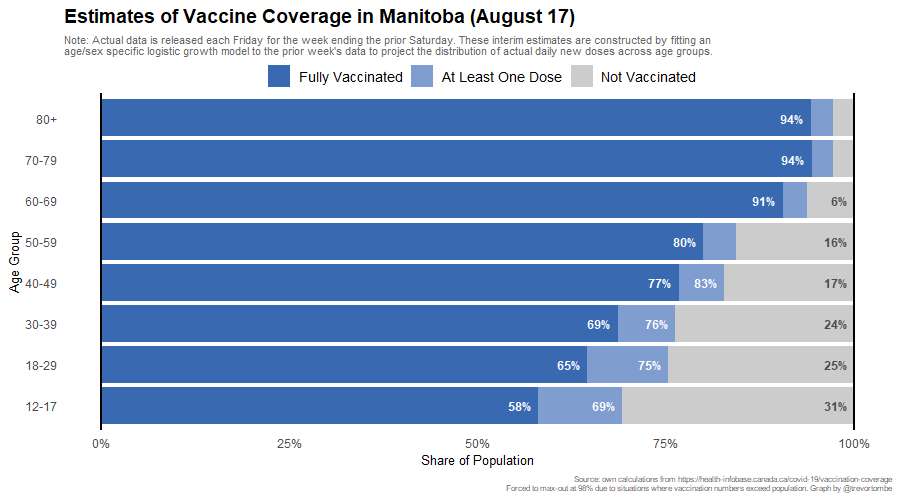 Estimates of Vaccine Coverage in Manitoba (August 17)
Note: Actual data is released each Friday for the week ending the prior Saturday. These interim estimates are constructed by fitting an
age/sex specific logistic growth model to the prior week's data to project the distribution of actual daily new doses across age groups.
Fully Vaccinated At Least One Dose Not Vaccinated
80+ 94%
70-79 94%
60-69 91% 6%
50-59 80% 16%
Age Group
40-49 77% 83% 17%
30-39 69% 76% 24%
18-29 65% 75% 25%
12-17 58% 69% 31%
0% 25% 50% 75% 100%
Share of Population
Source: own calculations from https://health-infobase.canada.ca/covid-19/vaccination-coverage
Forced to max-out at 98% due to situations where vaccination numbers exceed population. Graph by @trevortombe